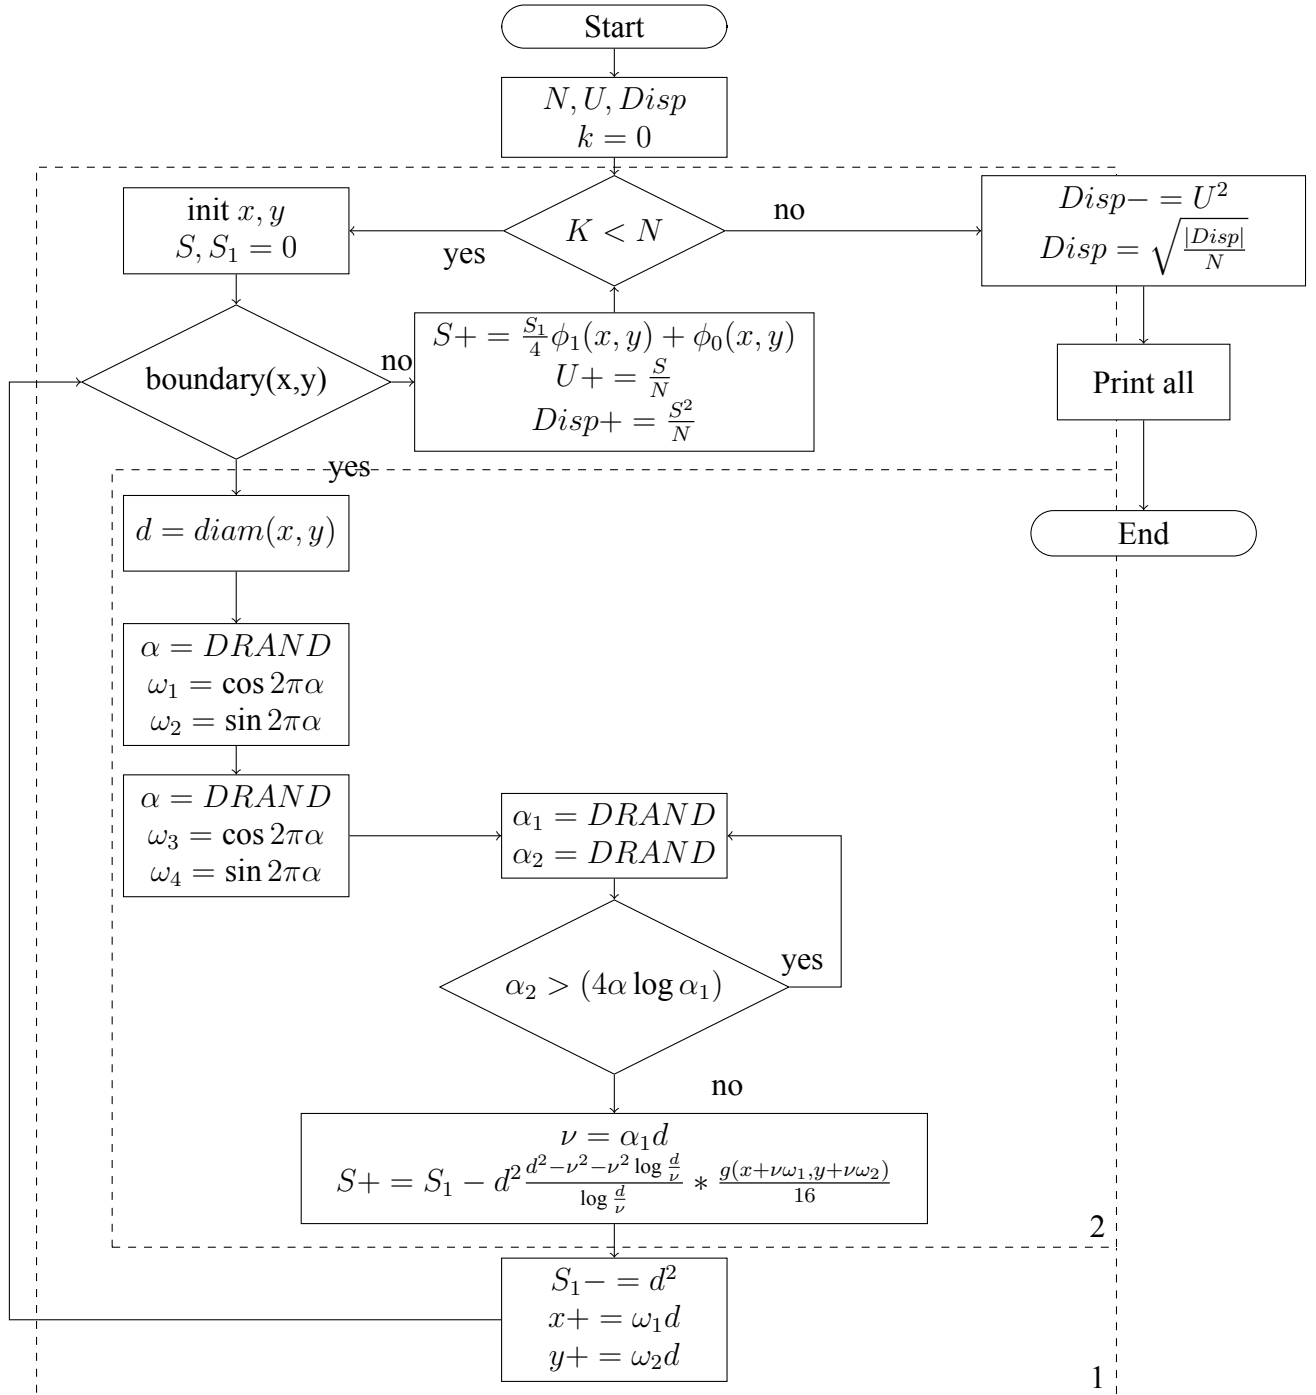 Start
N, U, Disp
k = 0
K < N
yes
no
init x, y
S, S₁ = 0
Disp− = U²
Disp = √(|Disp|/N)
boundary(x,y)
no
yes
S+ = S₁/4 ϕ₁(x, y) + ϕ₀(x, y)
U+ = S/N
Disp+ = S²/N
Print all
End
d = diam(x, y)
α = DRAND
ω₁ = cos 2πα
ω₂ = sin 2πα
α = DRAND
ω₃ = cos 2πα
ω₄ = sin 2πα
α₁ = DRAND
α₂ = DRAND
α₂ > (4α log α₁)
yes
no
ν = α₁d
S+ = S₁ − d² (d²−ν²−ν² log d/ν)/(log d/ν) ∗ g(x+νω₁,y+νω₂)/16
2
S₁− = d²
x+ = ω₁d
y+ = ω₂d
1